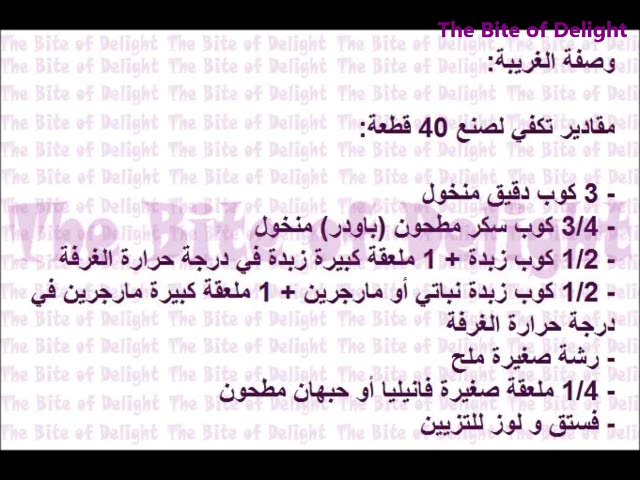 The Bite of Delight
وصفة الغريبة:
مقادير تكفي لصنع 40 قطعة:
- 3 كوب دقيق منخول
- 3/4 كوب سكر مطحون (باودر) منخول
- 1/2 كوب زبدة + 1 ملعقة كبيرة زبدة في درجة حرارة الغرفة
- 1/2 كوب زبدة نباتي أو مارجرين + 1 ملعقة كبيرة مارجرين في
درجة حرارة الغرفة
- رشة صغيرة ملح
- 1/4 ملعقة صغيرة فانيليا أو حبهان مطحون
- فستق و لوز للتزيين